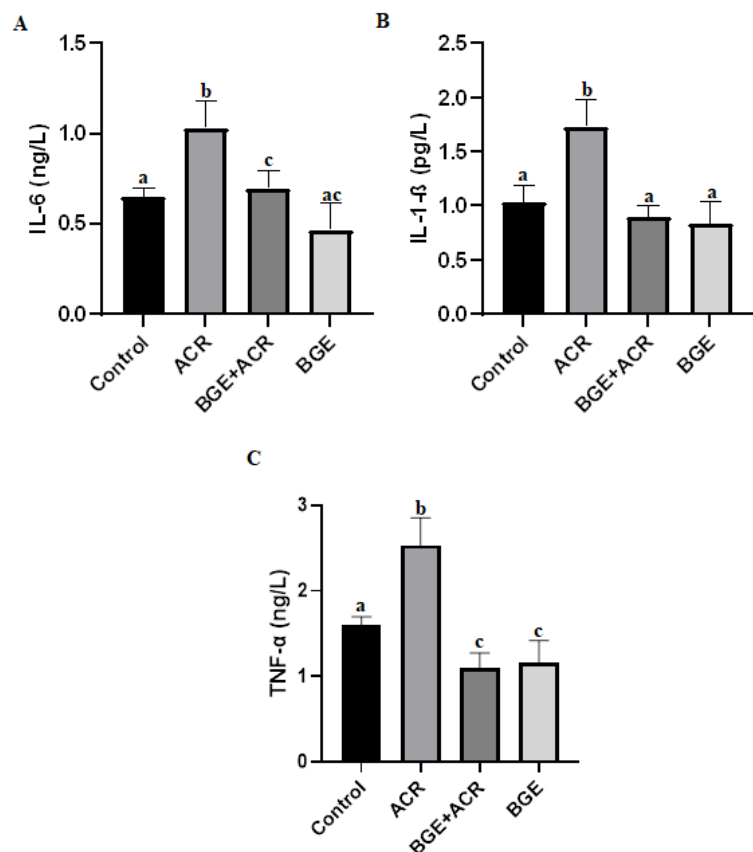 A
IL-6 (ng/L)
1.5
1.0
0.5
0.0
a
b
c
ac
Control
ACR
BGE+ACR
BGE
B
IL-1-ß (pg/L)
2.5
2.0
1.5
1.0
0.5
0.0
a
b
a
a
Control
ACR
BGE+ACR
BGE
C
TNF-α (ng/L)
3
2
1
0
a
b
c
c
Control
ACR
BGE+ACR
BGE